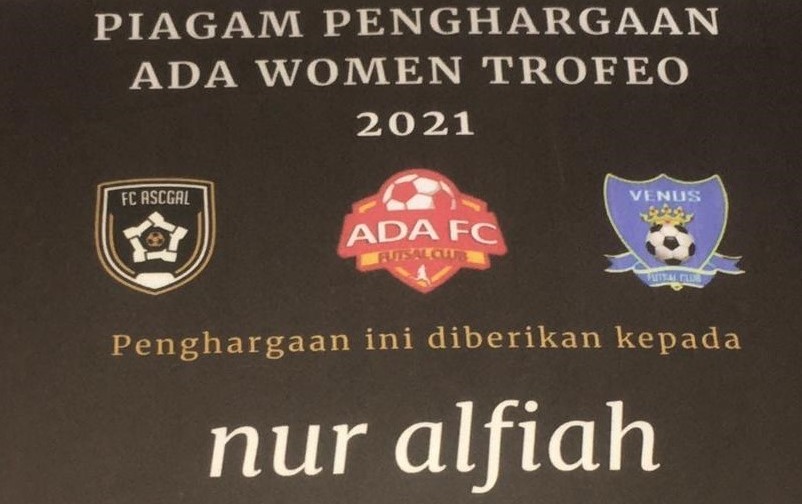 PIAGAM PENGHARGAAN
ADA WOMEN TROFEO
2021
FC ASCGAL
ADA FC
FUTSAL CLUB
VENUS
FUTSAL CLUB
Penghargaan ini diberikan kepada
nur alfiah